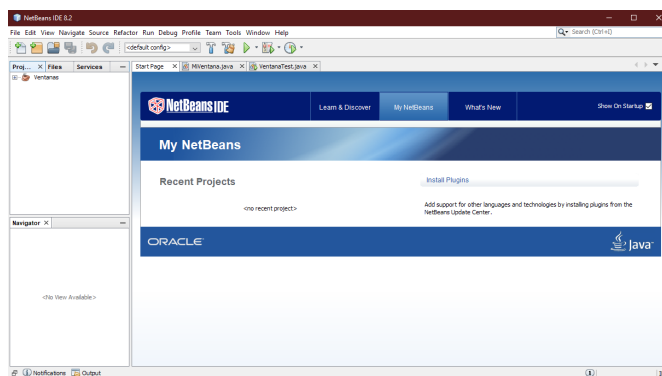 NetBeans IDE 8.2
File Edit View Navigate Source Refactor Run Debug Profile Team Tools Window Help
Search (Ctrl+I)
<default config>
Proj... Files Services
Start Page MiVentana.java VentanaTest.java
Ventanas
NetBeans IDE
Learn & Discover
My NetBeans
What's New
Show On Startup
My NetBeans
Recent Projects
<no recent project>
Install Plugins
Add support for other languages and technologies by installing plugins from the
NetBeans Update Center.
Navigator
<No View Available>
ORACLE
Java
Notifications Output